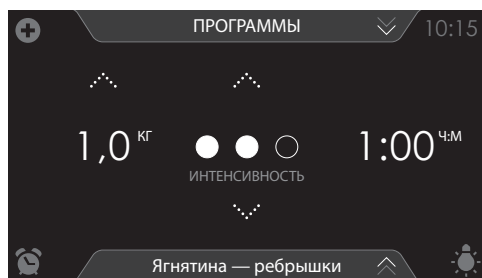 ПРОГРАММЫ
10:15
1,0 КГ
1:00 Ч:М
ИНТЕНСИВНОСТЬ
Ягнятина — ребрышки